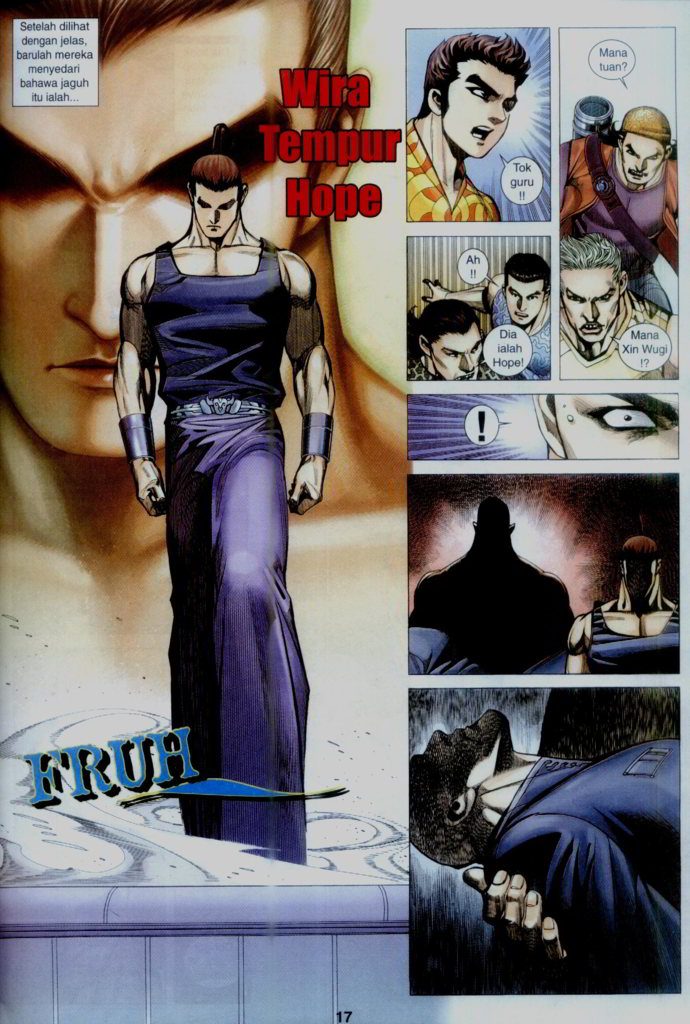 Setelah dilihat
dengan jelas,
barulah mereka
menyedari
bahawa jaguh
itu ialah...
Wira
Tempur
Hope
Tok
guru
!!
Mana
tuan?
Ah
!!
Dia
ialah
Hope!
Mana
Xin Wugi
!?
!
FRUH
17